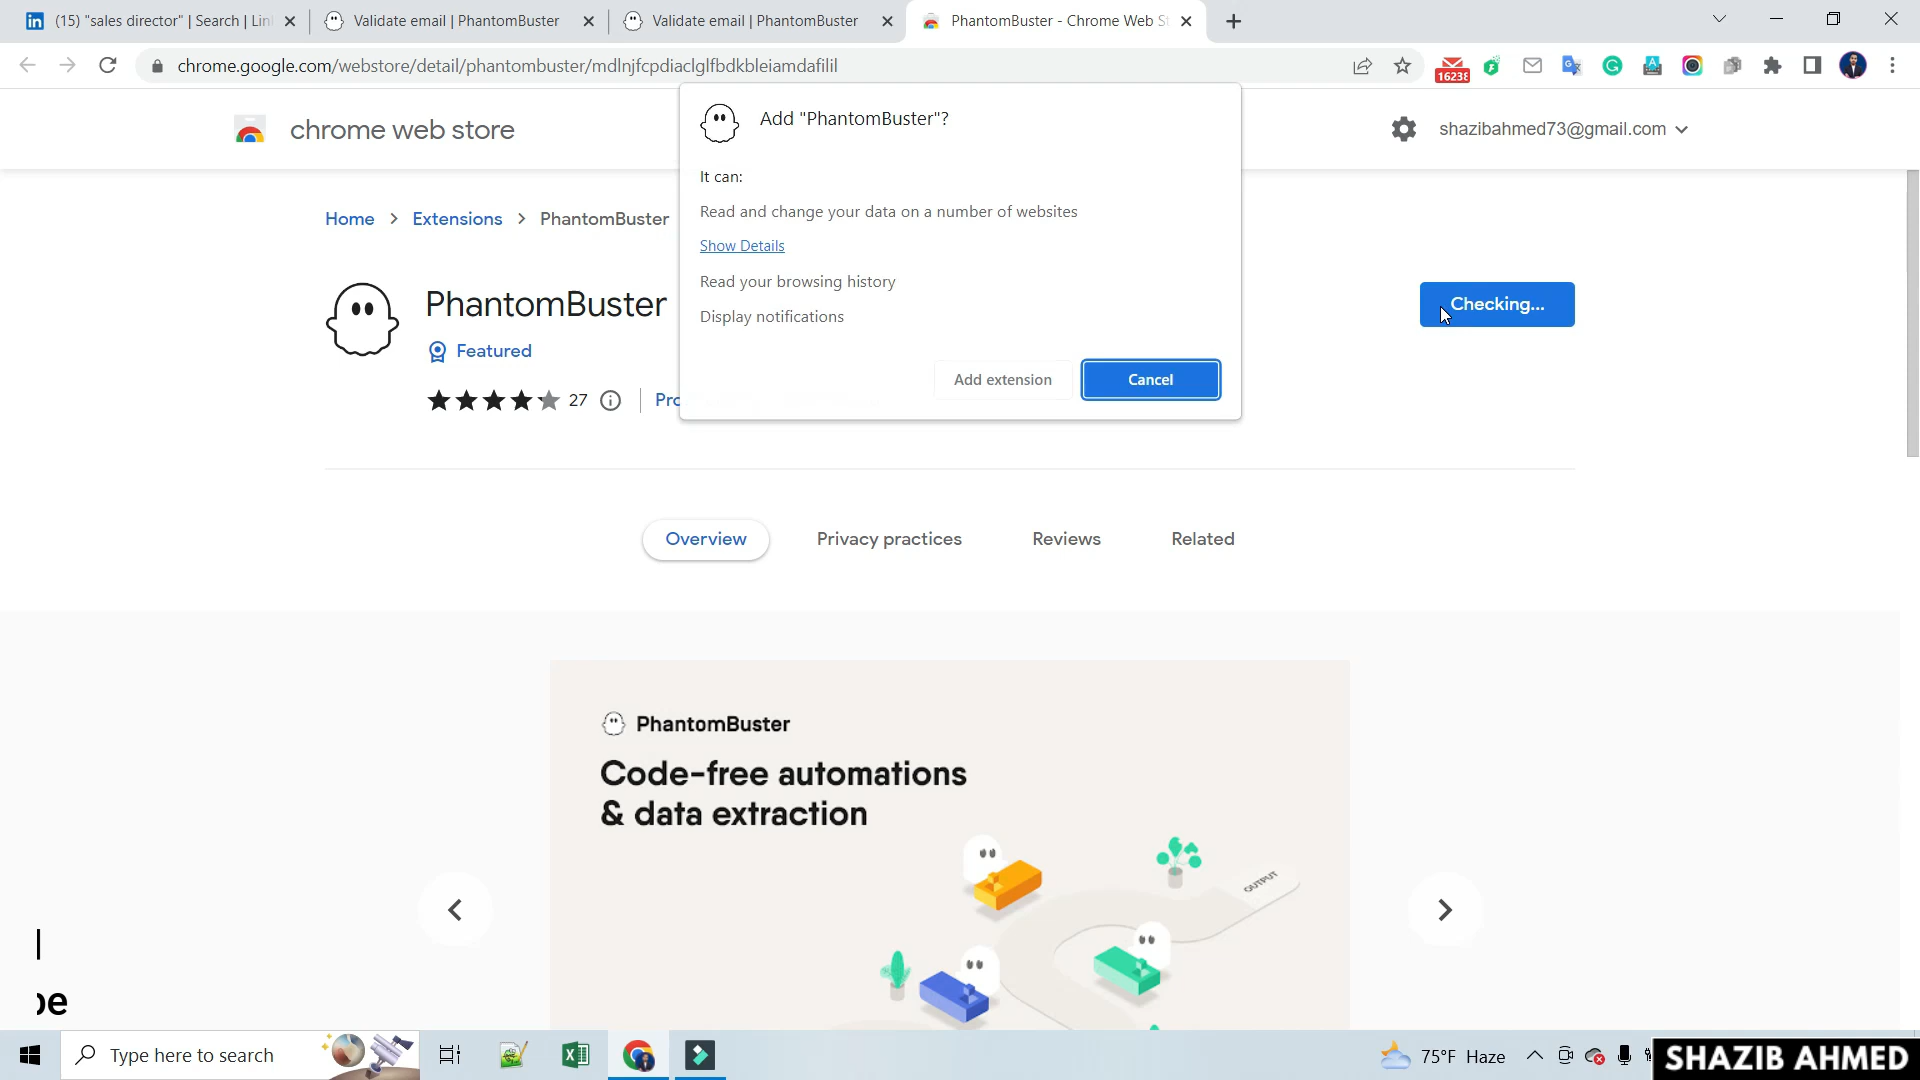 (15) "sales director" | Search | Lin
Validate email | PhantomBuster
Validate email | PhantomBuster
PhantomBuster - Chrome Web St
chrome.google.com/webstore/detail/phantombuster/mdlnjfcpdiaclglfbdkbleiamdafilil
16238
chrome web store
shazibahmed73@gmail.com
Add "PhantomBuster"?
It can:
Read and change your data on a number of websites
Show Details
Read your browsing history
Display notifications
Add extension
Cancel
Home > Extensions > PhantomBuster
PhantomBuster
Checking...
Featured
27
Pro
Overview
Privacy practices
Reviews
Related
PhantomBuster
Code-free automations
& data extraction
OUTPUT
be
Type here to search
75°F Haze
SHAZIB AHMED